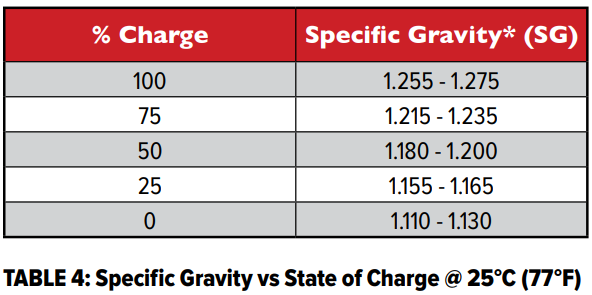 % Charge Specific Gravity* (SG)
100 1.255 - 1.275
75 1.215 - 1.235
50 1.180 - 1.200
25 1.155 - 1.165
0 1.110 - 1.130
TABLE 4: Specific Gravity vs State of Charge @ 25°C (77°F)